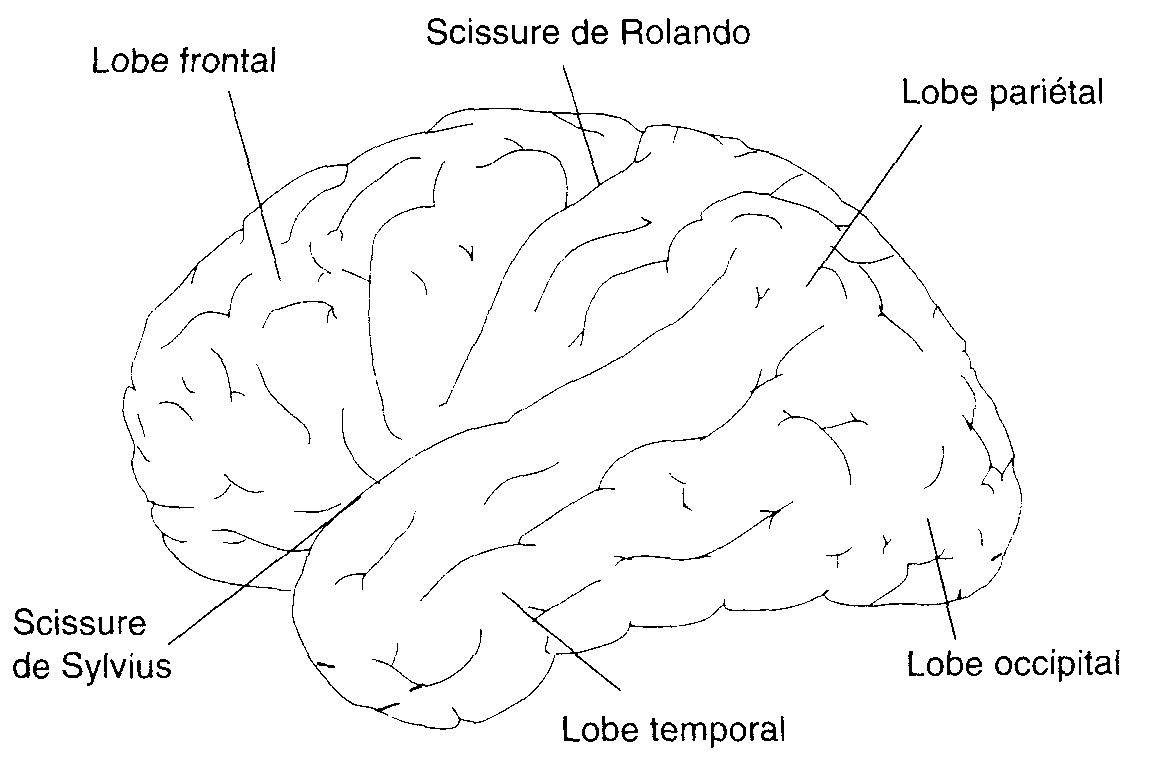 Scissure de Rolando
Lobe frontal
Lobe pariétal
Scissure
de Sylvius
Lobe occipital
Lobe temporal